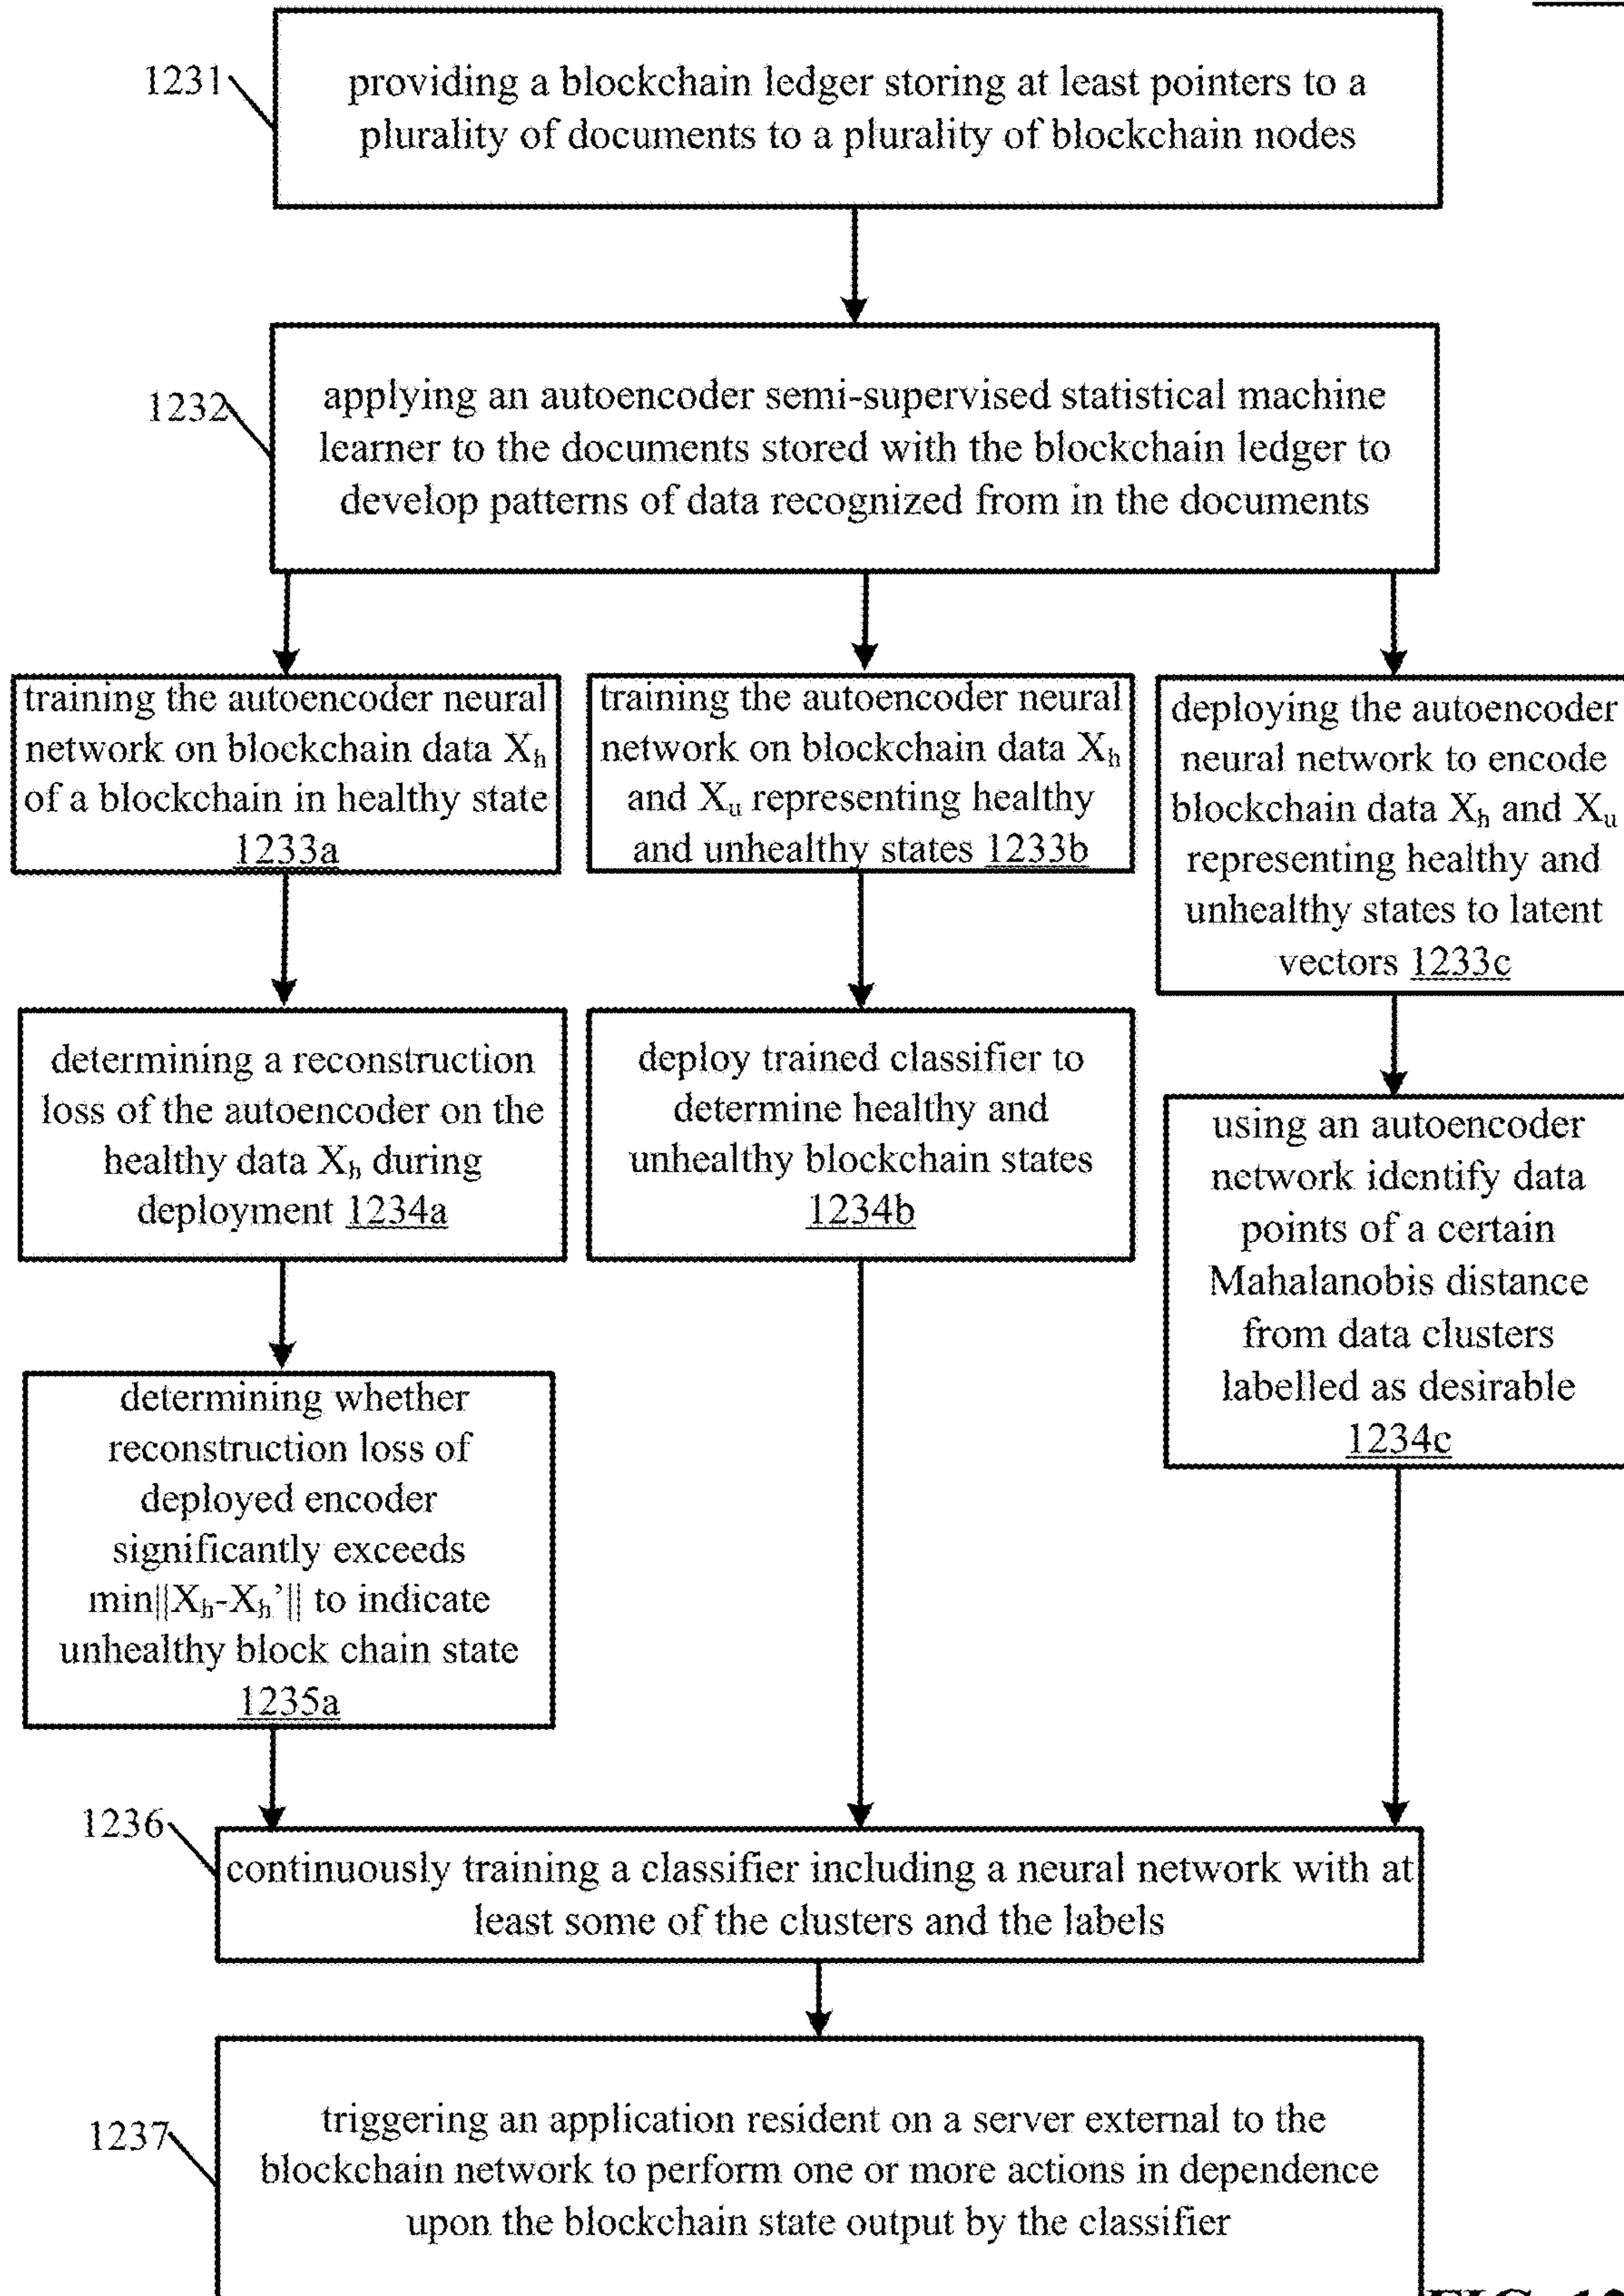 1231
providing a blockchain ledger storing at least pointers to a
plurality of documents to a plurality of blockchain nodes
1232
applying an autoencoder semi-supervised statistical machine
learner to the documents stored with the blockchain ledger to
develop patterns of data recognized from in the documents
training the autoencoder neural
network on blockchain data Xₕ
of a blockchain in healthy state
1233a
training the autoencoder neural
network on blockchain data Xₕ
and Xᵤ representing healthy
and unhealthy states 1233b
deploying the autoencoder
neural network to encode
blockchain data Xₕ and Xᵤ
representing healthy and
unhealthy states to latent
vectors 1233c
determining a reconstruction
loss of the autoencoder on the
healthy data Xₕ during
deployment 1234a
deploy trained classifier to
determine healthy and
unhealthy blockchain states
1234b
using an autoencoder
network identify data
points of a certain
Mahalanobis distance
from data clusters
labelled as desirable
1234c
determining whether
reconstruction loss of
deployed encoder
significantly exceeds
min||Xₕ-Xₕ’|| to indicate
unhealthy block chain state
1235a
1236
continuously training a classifier including a neural network with at
least some of the clusters and the labels
1237
triggering an application resident on a server external to the
blockchain network to perform one or more actions in dependence
upon the blockchain state output by the classifier